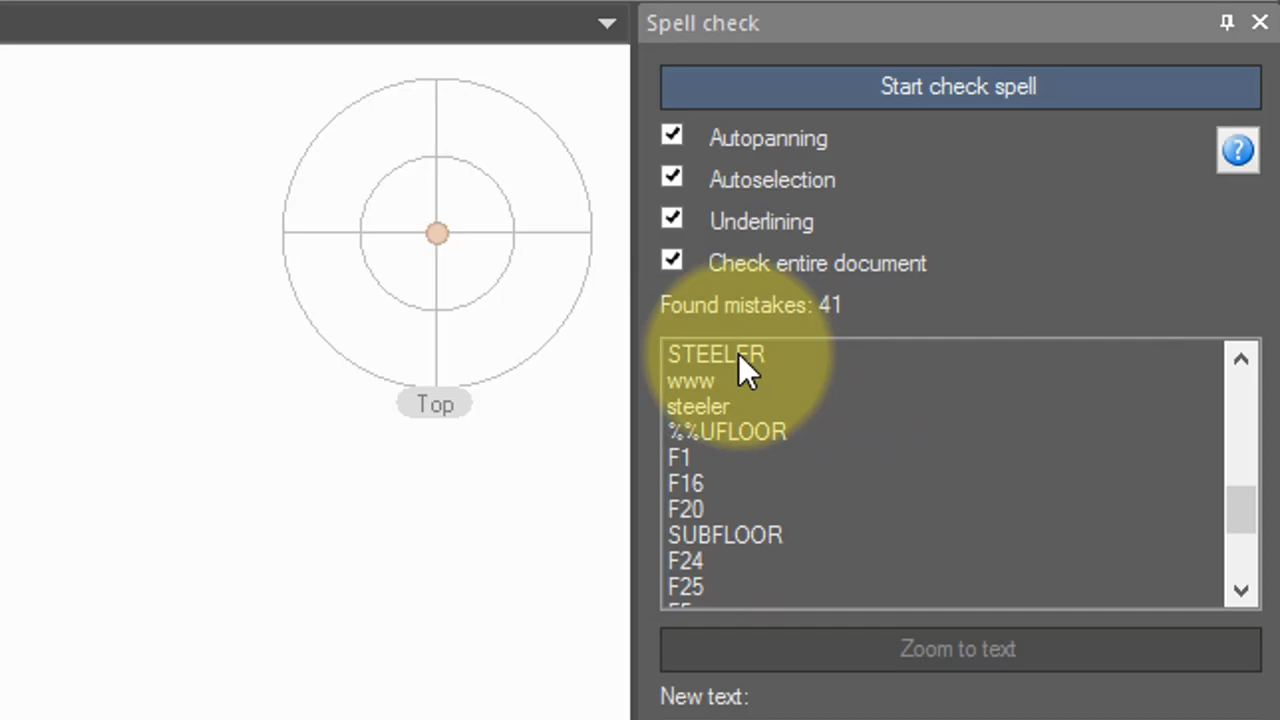 Spell check
Start check spell
Autopanning
Autoselection
Underlining
Check entire document
Found mistakes: 41
STEELER
www
steeler
%%UFLOOR
F1
F16
F20
SUBFLOOR
F24
F25
Top
Zoom to text
New text: